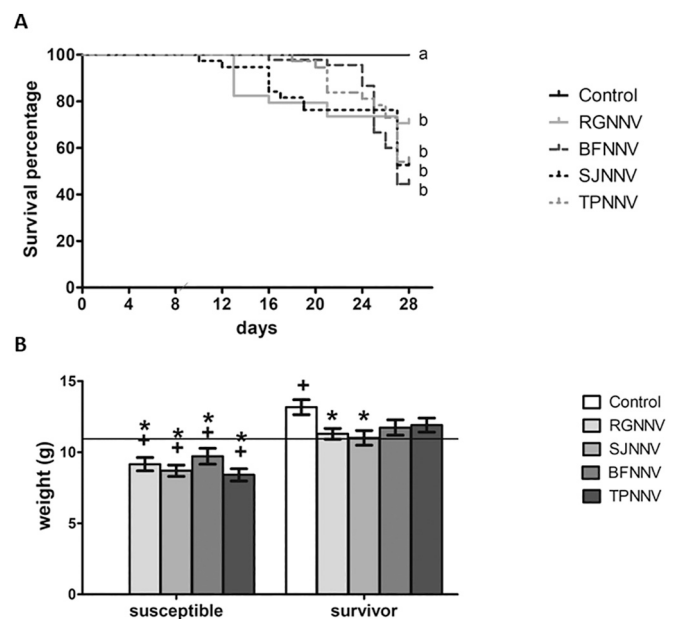 A
Survival percentage
100
80
60
40
20
0
0 4 8 12 16 20 24 28
days
a
b
b
b
b
Control
RGNNV
BFNNV
SJNNV
TPNNV
B
weight (g)
15
10
5
0
* * * *
+ + + +
+
* *
susceptible survivor
Control
RGNNV
SJNNV
BFNNV
TPNNV